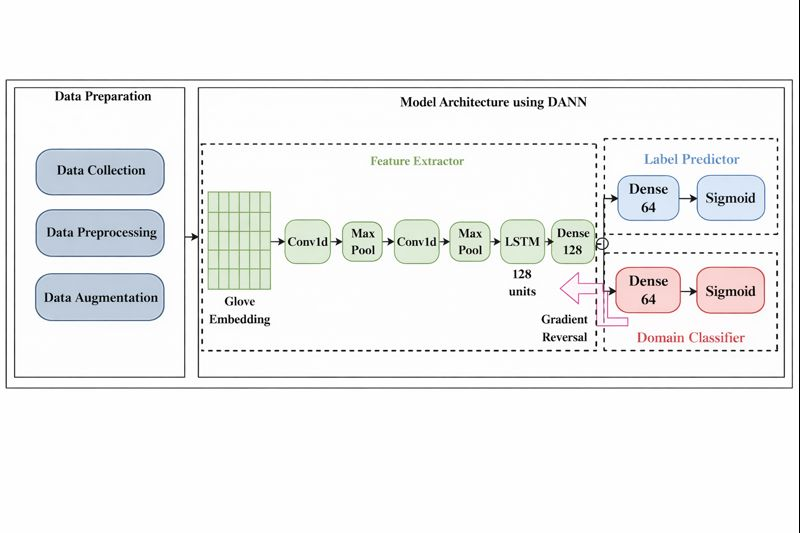 Data Preparation
Data Collection
Data Preprocessing
Data Augmentation
Model Architecture using DANN
Feature Extractor
Glove
Embedding
Conv1d
Max
Pool
Conv1d
Max
Pool
LSTM
128
units
Dense
128
Gradient
Reversal
Label Predictor
Dense
64
Sigmoid
Dense
64
Sigmoid
Domain Classifier